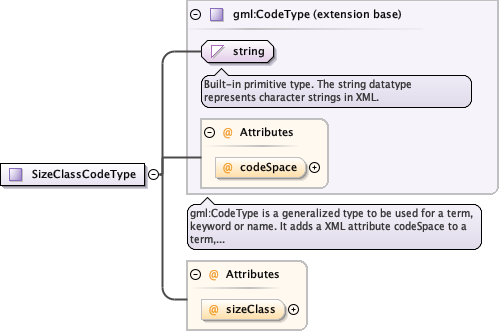 gml:CodeType (extension base)
string
Built-in primitive type. The string datatype
represents character strings in XML.
@ Attributes
@ codeSpace
SizeClassCodeType
gml:CodeType is a generalized type to be used for a term,
keyword or name. It adds a XML attribute codeSpace to a
term,...
@ Attributes
@ sizeClass